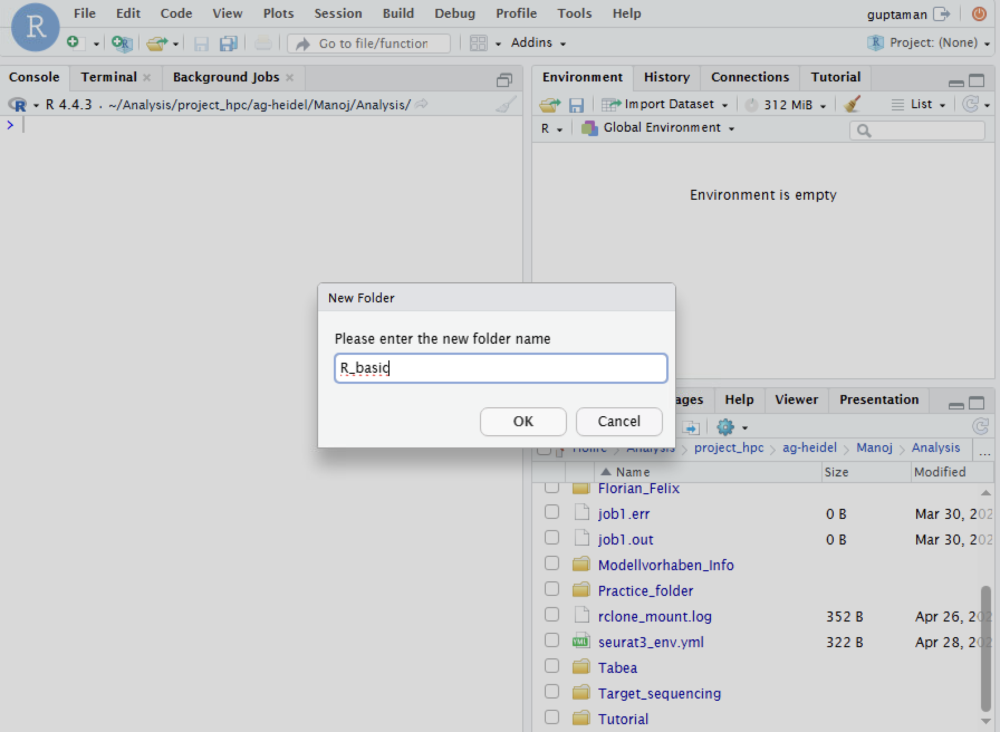 R
File Edit Code View Plots Session Build Debug Profile Tools Help
guptaman
R
Go to file/function
Addins
R Project: (None)
Console Terminal Background Jobs
R R 4.4.3 · ~/Analysis/project_hpc/ag-heidel/Manoj/Analysis/
>
Environment History Connections Tutorial
Import Dataset 312 MiB List
R Global Environment
Environment is empty
New Folder
Please enter the new folder name
R_basic
OK Cancel
ages Help Viewer Presentation
Home Analysis project_hpc ag-heidel Manoj Analysis ...
Name Size Modified
Florian_Felix
job1.err 0 B Mar 30, 202
job1.out 0 B Mar 30, 202
Modellvorhaben_Info
Practice_folder
rclone_mount.log 352 B Apr 26, 202
YML seurat3_env.yml 322 B Apr 28, 202
Tabea
Target_sequencing
Tutorial